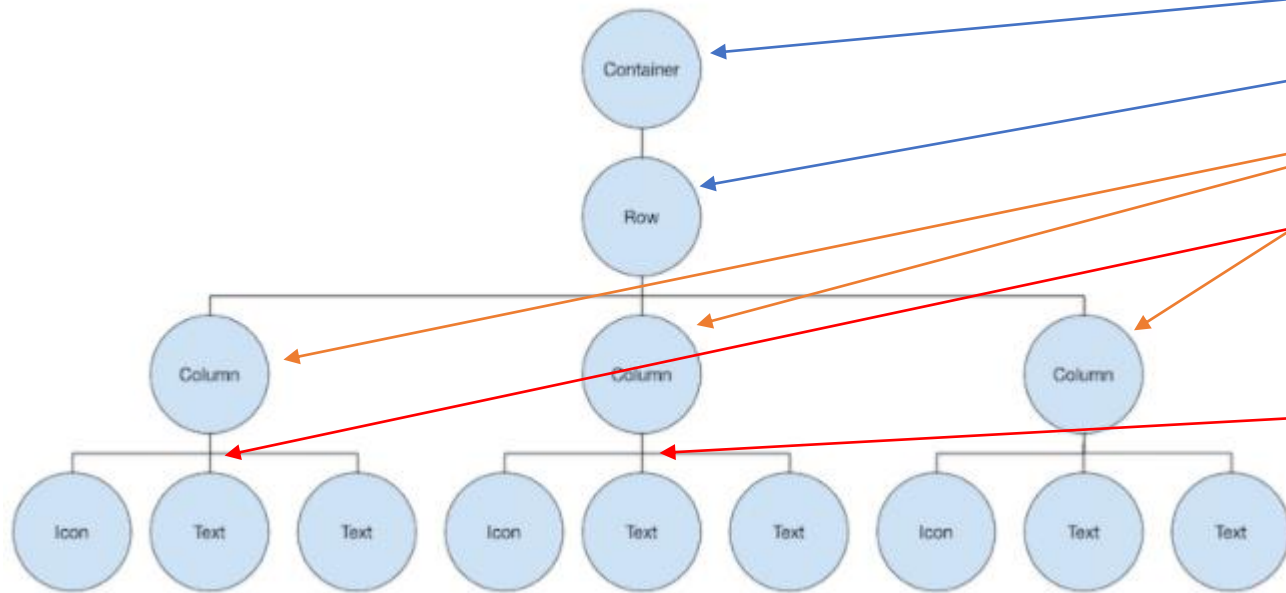 Container
Row
Column Column Column
Icon Text Text Icon Text Text Icon Text Text